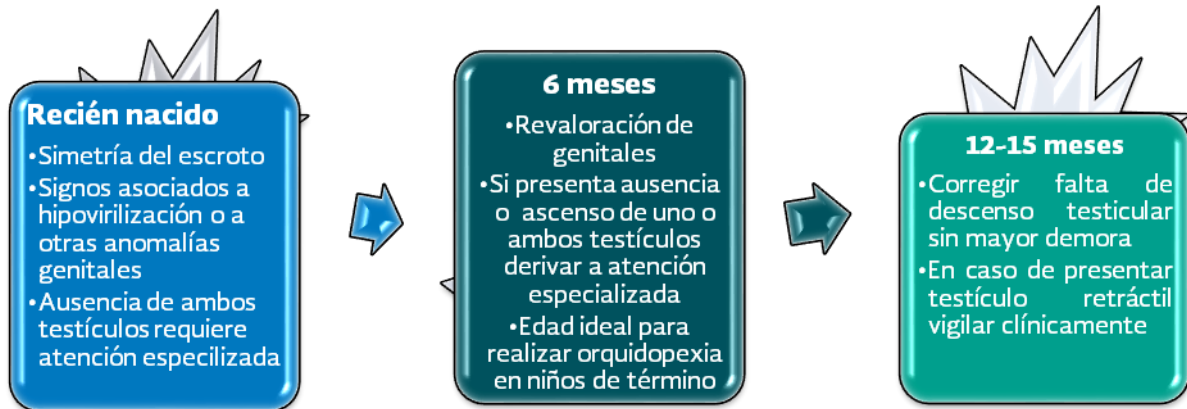 Recién nacido
•Simetría del escroto
•Signos asociados a
hipovirilización o a
otras anomalías
genitales
•Ausencia de ambos
testículos requiere
atención especilizada
6 meses
•Revaloración de
genitales
•Si presenta ausencia
o ascenso de uno o
ambos testículos
derivar a atención
especializada
•Edad ideal para
realizar orquidopexia
en niños de término
12-15 meses
•Corregir falta de
descenso testicular
sin mayor demora
•En caso de presentar
testículo retráctil
vigilar clínicamente